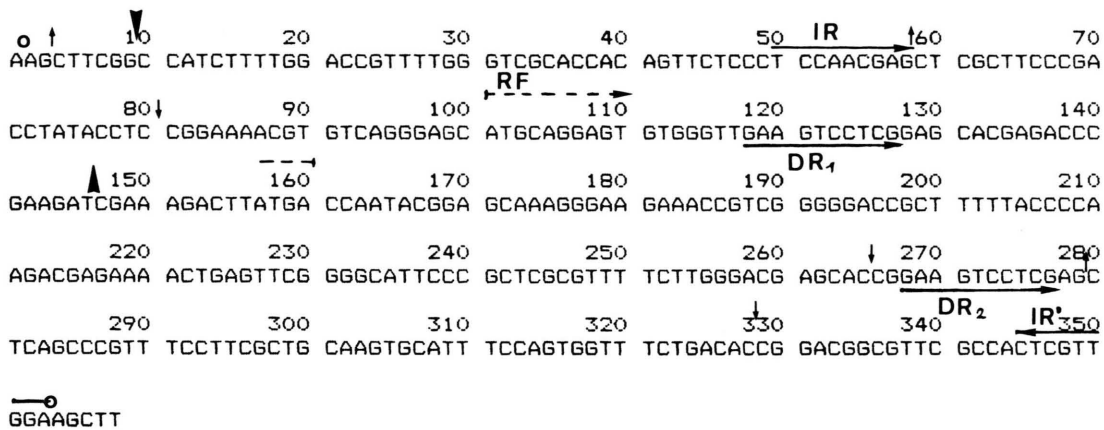 10 20 30 40 50 IR 60 70
AAGCTTCGGC CATCTTTTGG ACCGTTTTGG GTCGCACCAC AGTTCTCCCT CCAACGAGCT CGCTTCCCGA
RF
80 90 100 110 120 130 140
CCTATACCTC CGGAAAACGT GTCAGGGAGC ATGCAGGAGT GTGGGTTGAA GTCCTCGGAG CACGAGACCC
DR1
150 160 170 180 190 200 210
GAAGATCGAA AGACTTATGA CCAATACGGA GCAAAGGGAA GAAACCGTCG GGGGACCGCT TTTTACCCCA
220 230 240 250 260 270 280
AGACGAGAAA ACTGAGTTCG GGGCATTCCC GCTCGCGTTT TCTTGGGACG AGCACCGGAA GTCCTCGAGC
DR2
290 300 310 320 330 340 IR' 350
TCAGCCCGTT TCCTTCGCTG CAAGTGCATT TCCAGTGGTT TCTGACACCG GACGGCGTTC GCCACTCGTT
GGAAGCTT